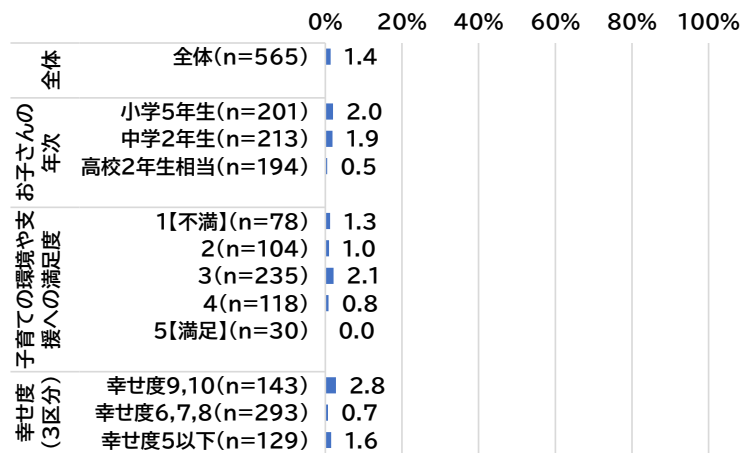 0% 20% 40% 60% 80% 100%
全体
全体(n=565) 1.4
お子さんの
年次
小学5年生(n=201) 2.0
中学2年生(n=213) 1.9
高校2年生相当(n=194) 0.5
子育ての環境や支
援への満足度
1【不満】(n=78) 1.3
2(n=104) 1.0
3(n=235) 2.1
4(n=118) 0.8
5【満足】(n=30) 0.0
幸せ度
(3区分)
幸せ度9,10(n=143) 2.8
幸せ度6,7,8(n=293) 0.7
幸せ度5以下(n=129) 1.6